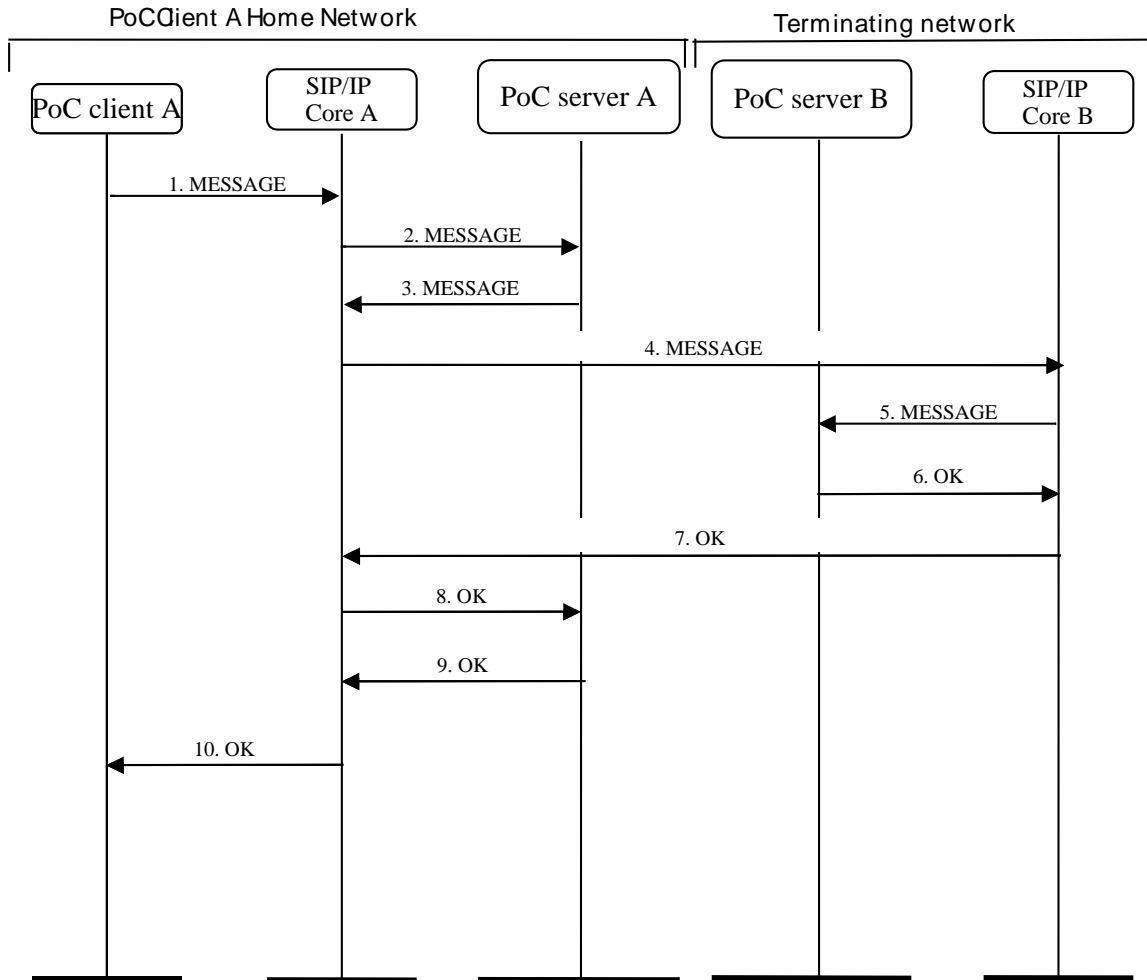 PoCClient A Home Network
Terminating network
PoC client A
SIP/IP
Core A
PoC server A
PoC server B
SIP/IP
Core B
1. MESSAGE
2. MESSAGE
3. MESSAGE
4. MESSAGE
5. MESSAGE
6. OK
7. OK
8. OK
9. OK
10. OK